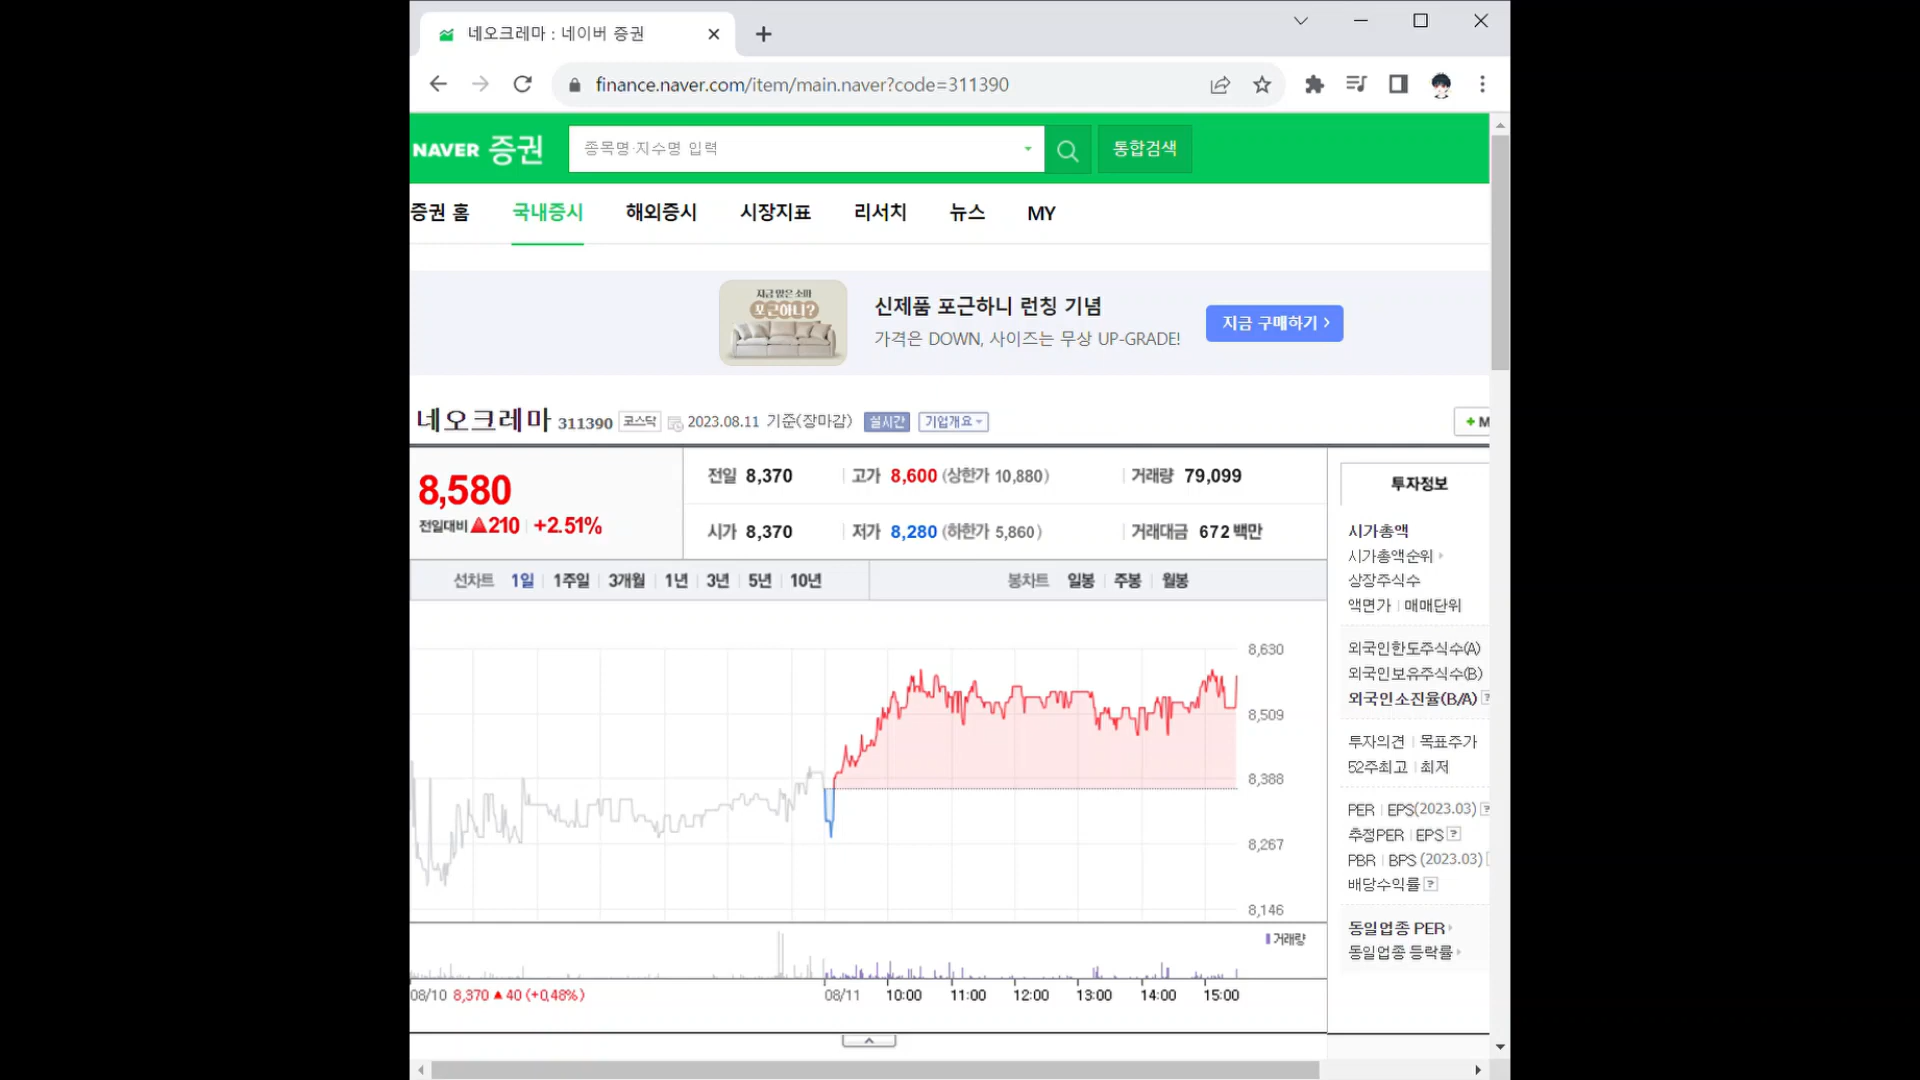 네오크레마 : 네이버 증권
finance.naver.com/item/main.naver?code=311390
NAVER 증권
종목명·지수명 입력
통합검색
증권 홈 국내증시 해외증시 시장지표 리서치 뉴스 MY
지금 앉은 소파
포근하니?
신제품 포근하니 런칭 기념
가격은 DOWN, 사이즈는 무상 UP-GRADE!
지금 구매하기 ›
네오크레마 311390 코스닥 2023.08.11 기준(장마감) 실시간 기업개요
+ M
8,580
전일대비 ▲210 +2.51%
전일 8,370 고가 8,600 (상한가 10,880) 거래량 79,099
시가 8,370 저가 8,280 (하한가 5,860) 거래대금 672 백만
선차트 1일 1주일 3개월 1년 3년 5년 10년 봉차트 일봉 주봉 월봉
8,630
8,509
8,388
8,267
8,146
거래량
08/10 8,370 ▲ 40 (+0.48%) 08/11 10:00 11:00 12:00 13:00 14:00 15:00
투자정보
시가총액
시가총액순위
상장주식수
액면가 | 매매단위
외국인한도주식수(A)
외국인보유주식수(B)
외국인소진율(B/A) ?
투자의견 | 목표주가
52주최고 | 최저
PER | EPS(2023.03) ?
추정PER | EPS ?
PBR | BPS (2023.03)
배당수익률 ?
동일업종 PER
동일업종 등락률